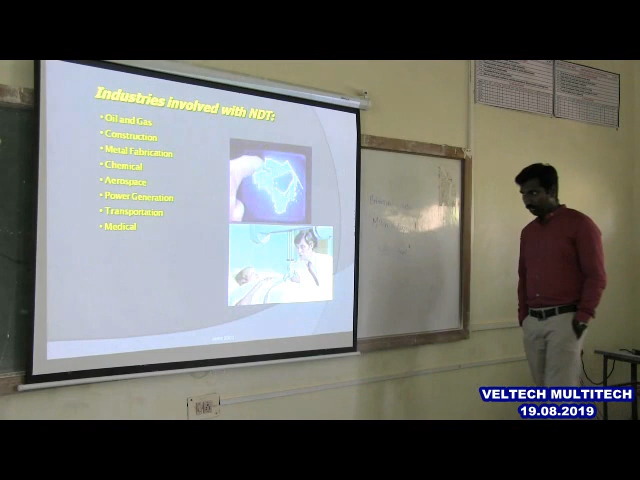 Industries involved with NDT:
• Oil and Gas
• Construction
• Metal Fabrication
• Chemical
• Aerospace
• Power Generation
• Transportation
• Medical
VELTECH MULTITECH
19.08.2019